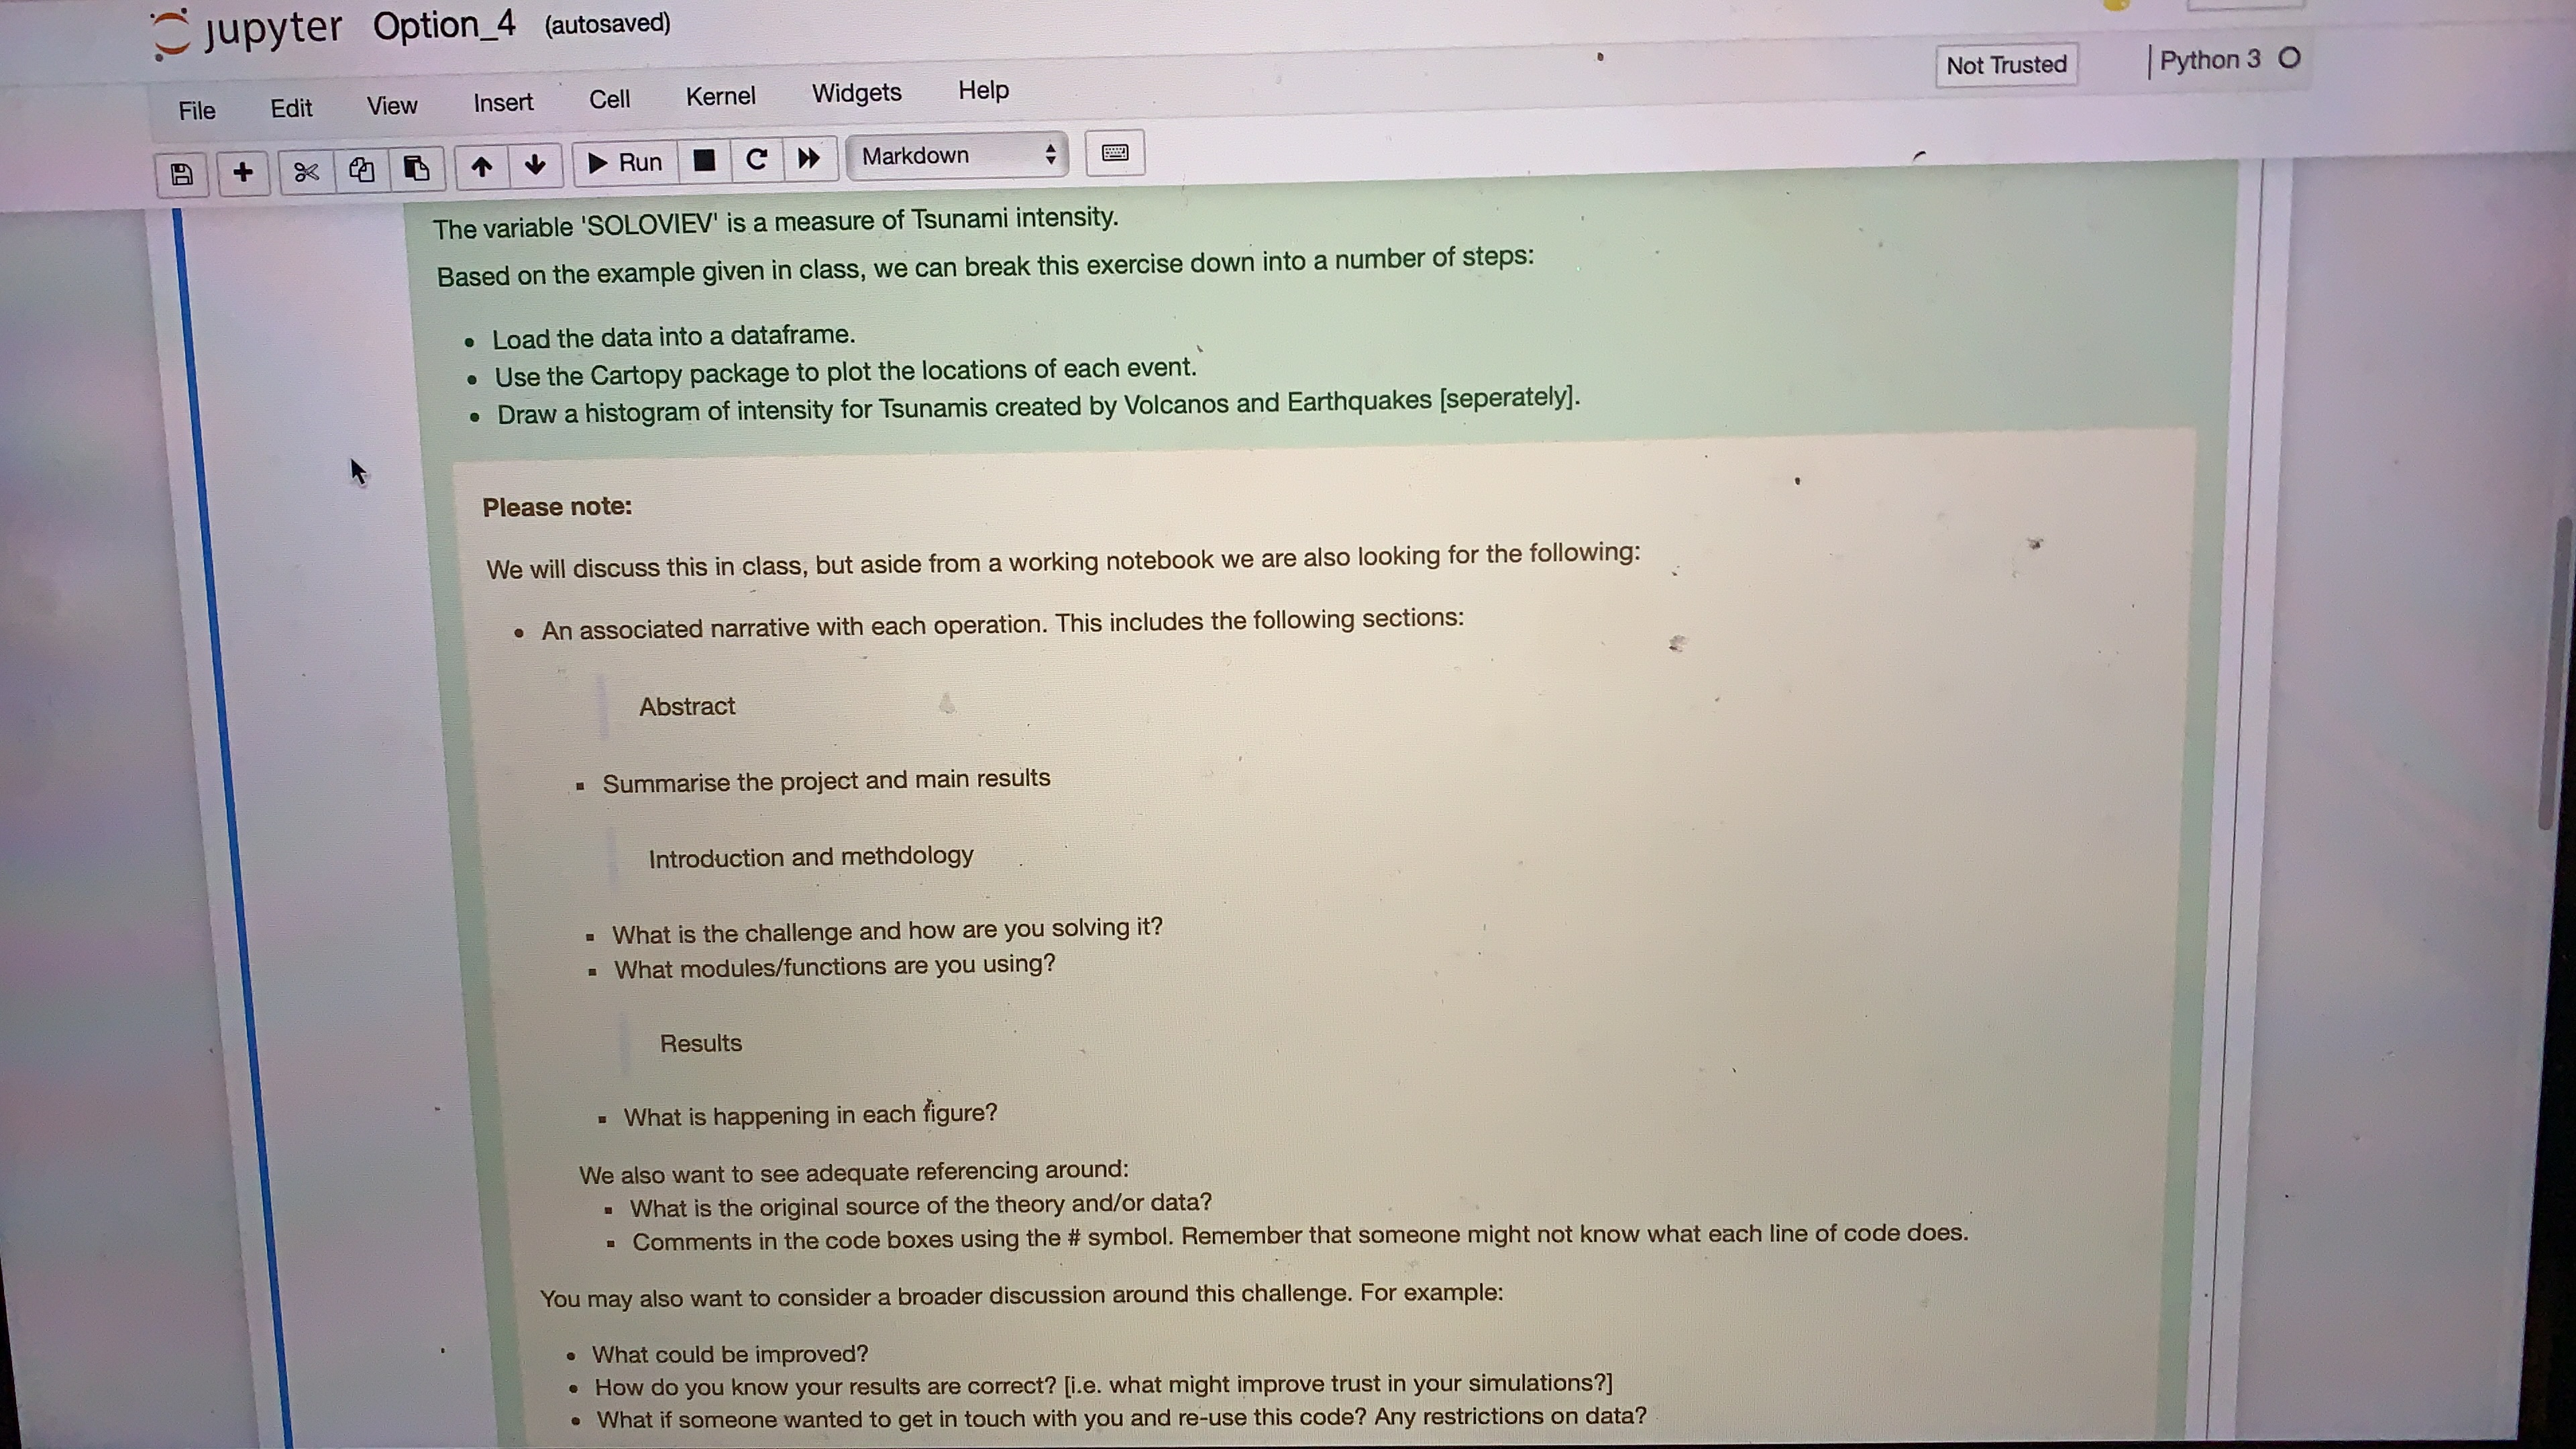 jupyter Option_4 (autosaved)
Not Trusted
Python 3
File Edit View Insert Cell Kernel Widgets Help
Run
Markdown
The variable 'SOLOVIEV' is a measure of Tsunami intensity.
Based on the example given in class, we can break this exercise down into a number of steps:
• Load the data into a dataframe.
• Use the Cartopy package to plot the locations of each event.
• Draw a histogram of intensity for Tsunamis created by Volcanos and Earthquakes [seperately].
Please note:
We will discuss this in class, but aside from a working notebook we are also looking for the following:
• An associated narrative with each operation. This includes the following sections:
Abstract
▪ Summarise the project and main results
Introduction and methdology
▪ What is the challenge and how are you solving it?
▪ What modules/functions are you using?
Results
▪ What is happening in each figure?
We also want to see adequate referencing around:
▪ What is the original source of the theory and/or data?
▪ Comments in the code boxes using the # symbol. Remember that someone might not know what each line of code does.
You may also want to consider a broader discussion around this challenge. For example:
• What could be improved?
• How do you know your results are correct? [i.e. what might improve trust in your simulations?]
• What if someone wanted to get in touch with you and re-use this code? Any restrictions on data?